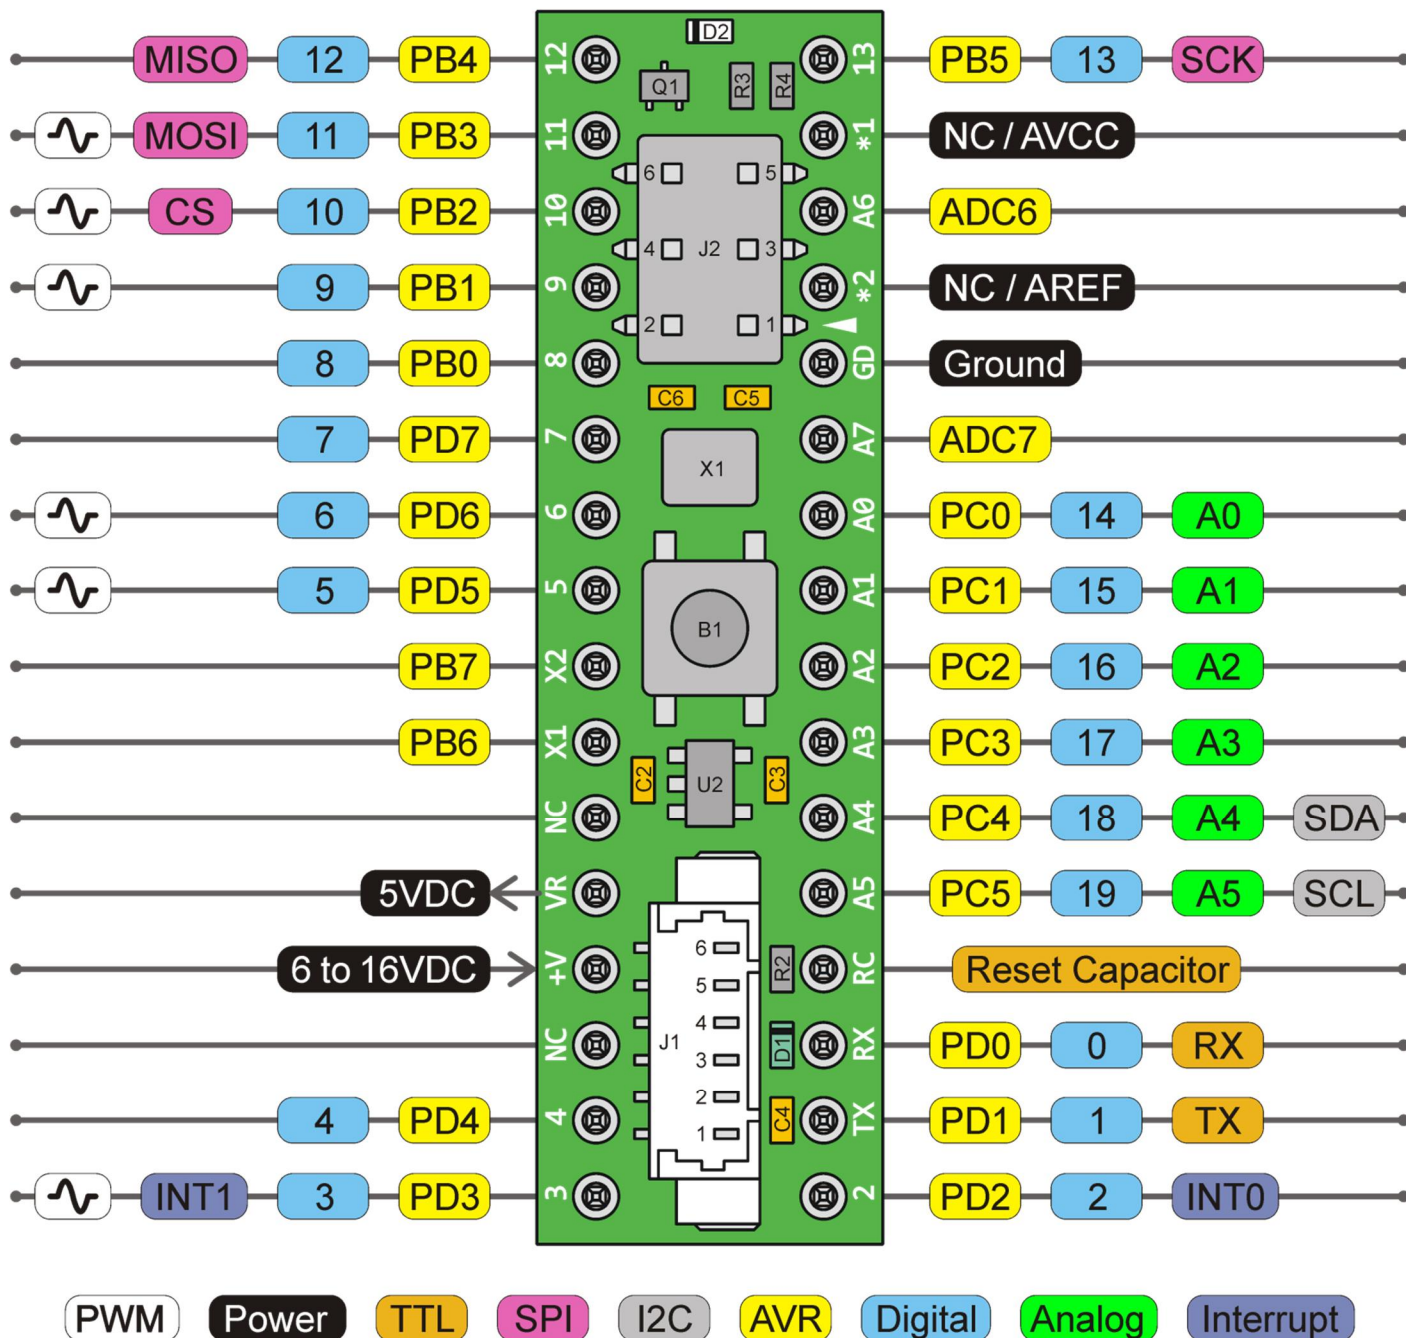 D2
MISO 12 PB4 12 13 PB5 13 SCK
Q1 R3 R4
MOSI 11 PB3 11 *1 NC / AVCC
6 5
CS 10 PB2 10 A6 ADC6
4 J2 3
9 PB1 9 *2 NC / AREF
2 1
8 PB0 8 GD Ground
C6 C5
7 PD7 7 A7 ADC7
X1
6 PD6 6 A0 PC0 14 A0
5 PD5 5 A1 PC1 15 A1
B1
PB7 X2 A2 PC2 16 A2
PB6 X1 A3 PC3 17 A3
C2 U2 C3
NC A4 PC4 18 A4 SDA
5VDC VR A5 PC5 19 A5 SCL
6
6 to 16VDC +V R2 RC Reset Capacitor
5
4
NC J1 D1 RX PD0 0 RX
3
2
4 PD4 4 C4 TX PD1 1 TX
1
INT1 3 PD3 3 2 PD2 2 INT0
PWM Power TTL SPI I2C AVR Digital Analog Interrupt